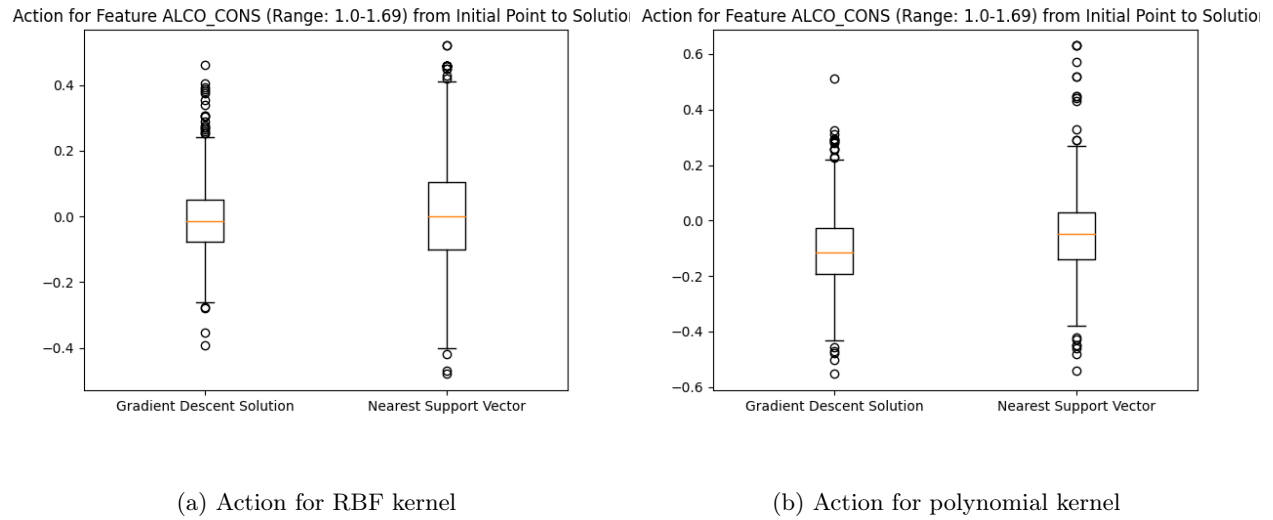 Action for Feature ALCO_CONS (Range: 1.0-1.69) from Initial Point to Solution
0.4
0.2
0.0
−0.2
−0.4
Gradient Descent Solution Nearest Support Vector
(a) Action for RBF kernel
Action for Feature ALCO_CONS (Range: 1.0-1.69) from Initial Point to Solution
0.6
0.4
0.2
0.0
−0.2
−0.4
−0.6
Gradient Descent Solution Nearest Support Vector
(b) Action for polynomial kernel